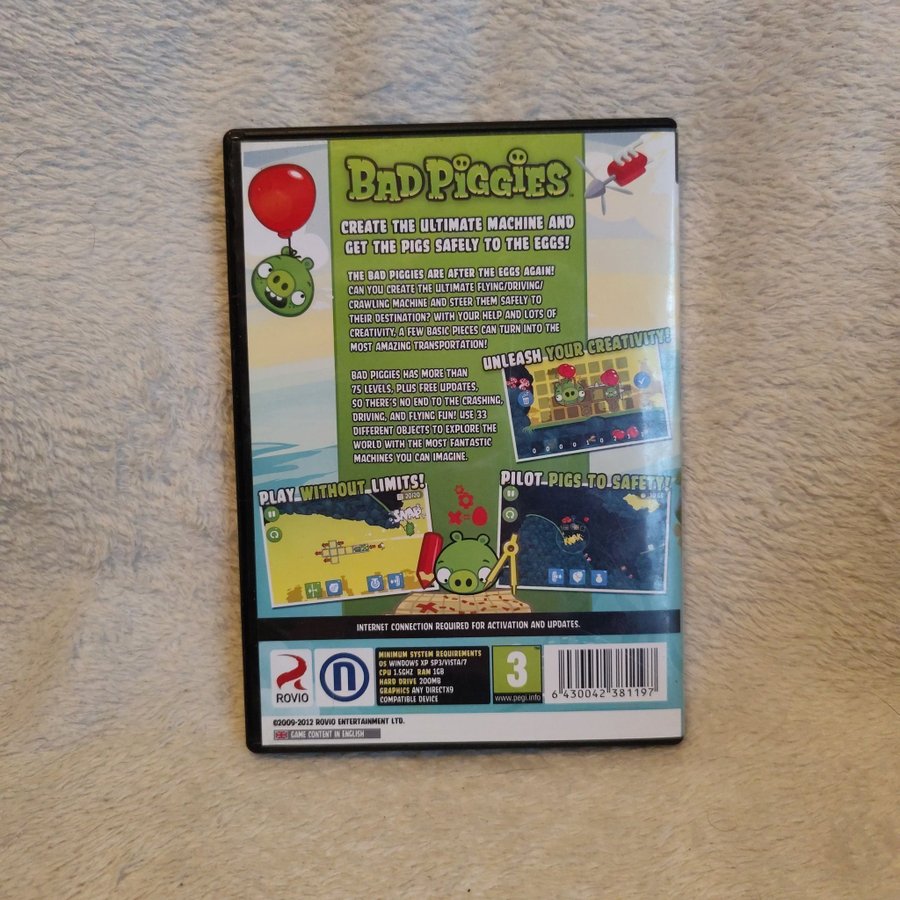 BAD PIGGIES
CREATE THE ULTIMATE MACHINE AND
GET THE PIGS SAFELY TO THE EGGS!
THE BAD PIGGIES ARE AFTER THE EGGS AGAIN!
CAN YOU CREATE THE ULTIMATE FLYING/DRIVING/
CRAWLING MACHINE AND STEER THEM SAFELY TO
THEIR DESTINATION? WITH YOUR HELP AND LOTS OF
CREATIVITY, A FEW BASIC PIECES CAN TURN INTO THE
MOST AMAZING TRANSPORTATION!
UNLEASH YOUR CREATIVITY!
BAD PIGGIES HAS MORE THAN
75 LEVELS, PLUS FREE UPDATES,
SO THERE'S NO END TO THE CRASHING,
DRIVING, AND FLYING FUN! USE 33
DIFFERENT OBJECTS TO EXPLORE THE
WORLD WITH THE MOST FANTASTIC
MACHINES YOU CAN IMAGINE.
PLAY WITHOUT LIMITS!
20/20
SNAP
PILOT PIGS TO SAFETY!
INTERNET CONNECTION REQUIRED FOR ACTIVATION AND UPDATES.
ROVIO
n
MINIMUM SYSTEM REQUIREMENTS
OS WINDOWS XP SP3/VISTA/7
CPU 1.5GHZ RAM 1GB
HARD DRIVE 200MB
GRAPHICS ANY DIRECTX9
COMPATIBLE DEVICE
3
www.pegi.info
6 430042 381197
©2009-2012 ROVIO ENTERTAINMENT LTD.
GAME CONTENT IN ENGLISH